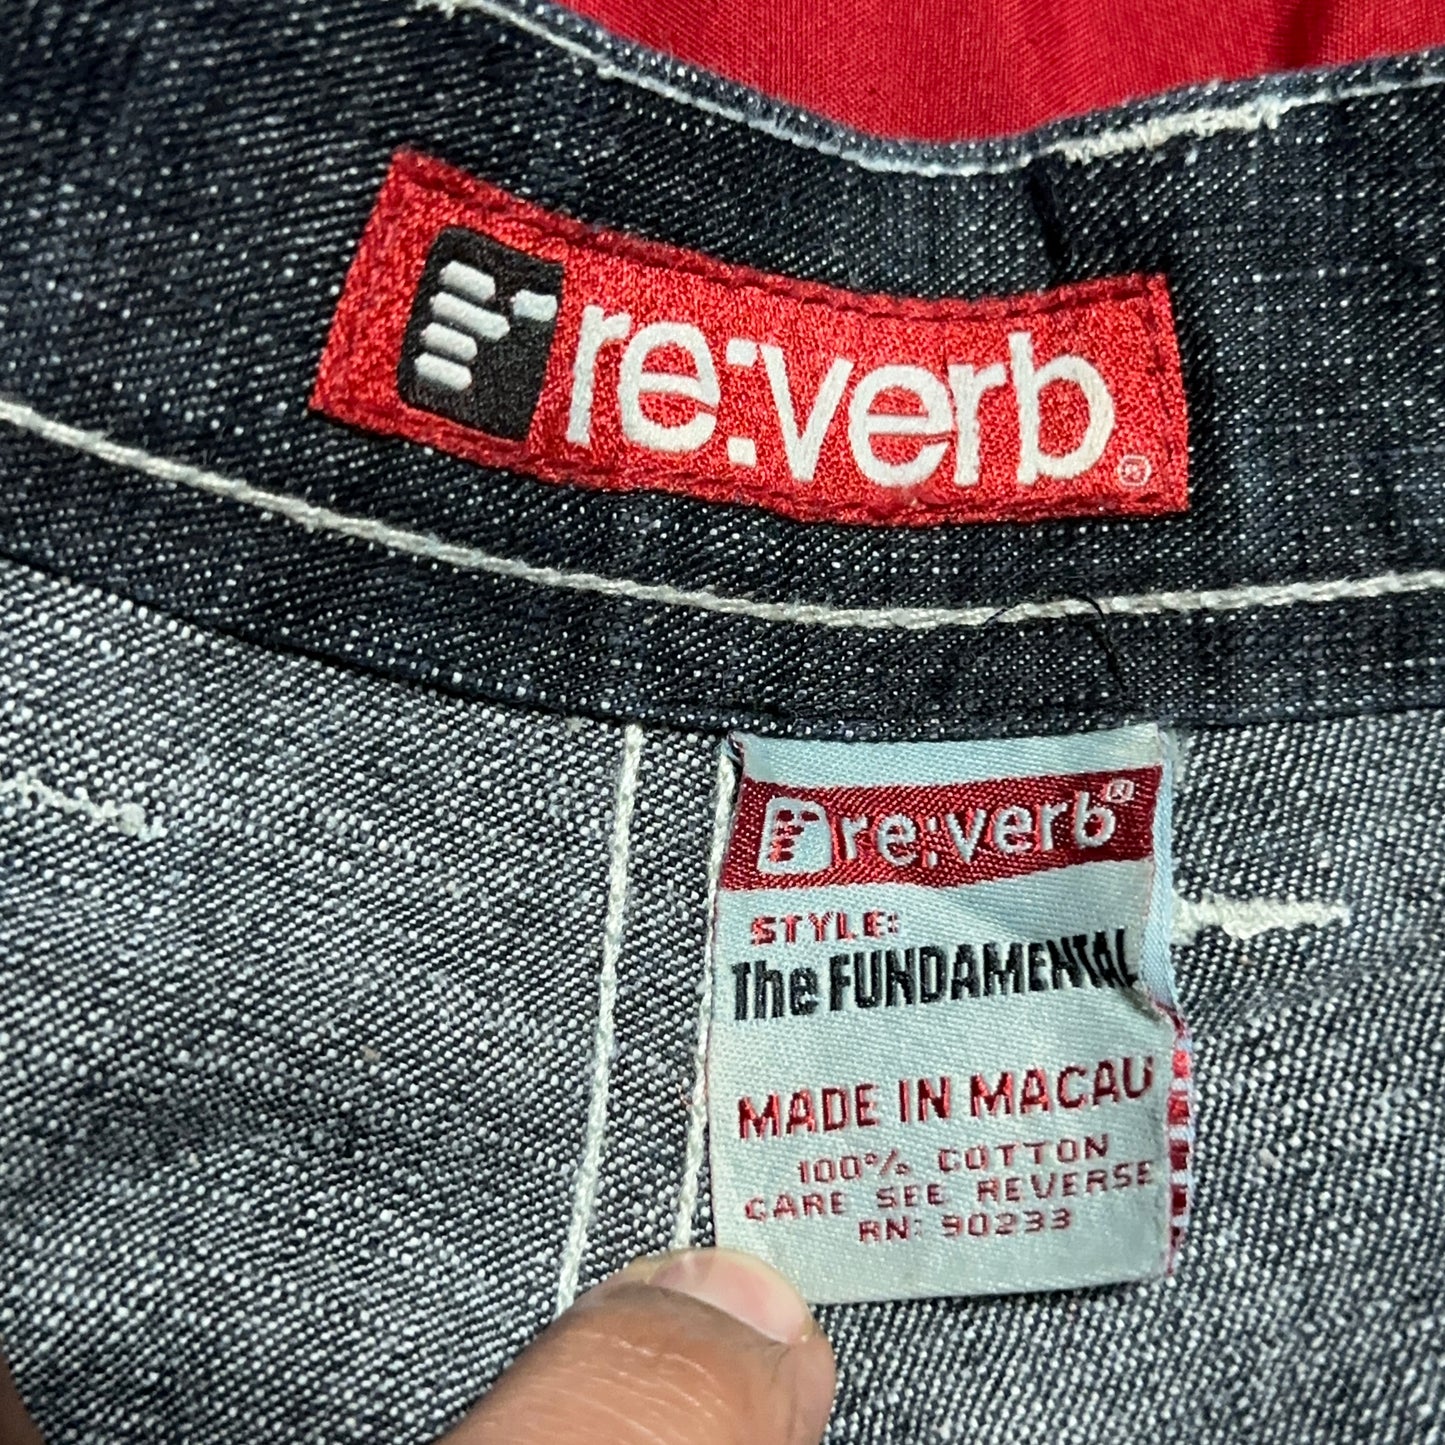 re:verb
re:verb®
STYLE:
The FUNDAMENTAL
MADE IN MACAU
100% COTTON
CARE SEE REVERSE
RN: 90233